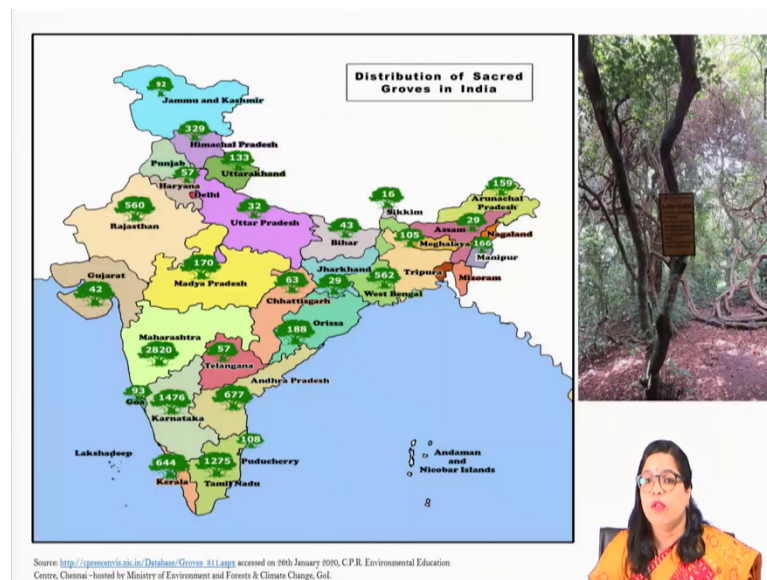 Distribution of Sacred
Groves in India
92
Jammu and Kashmir
329
Himachal Pradesh
Punjab
133
Uttarakhand
57
Haryana
Delhi
560
Rajasthan
32
Uttar Pradesh
16
Sikkim
159
Arunachal
Pradesh
29
Assam
Nagaland
43
Bihar
105
Meghalaya
166
Manipur
170
Madya Pradesh
Gujarat
42
Jharkhand
29
562
West Bengal
Tripura
Mizoram
63
Chhattisgarh
188
Orissa
Maharashtra
2820
57
Telangana
Andhra Pradesh
93
Goa
1476
Karnataka
677
108
Puducherry
Lakshadeep
644
Kerala
1275
Tamil Nadu
Andaman
and
Nicobar Islands
Source: http://cpreecenvis.nic.in/Database/Groves_811.aspx accessed on 26th January 2020, C.P.R. Environmental Education
Centre, Chennai –hosted by Ministry of Environment and Forests & Climate Change, GoI.